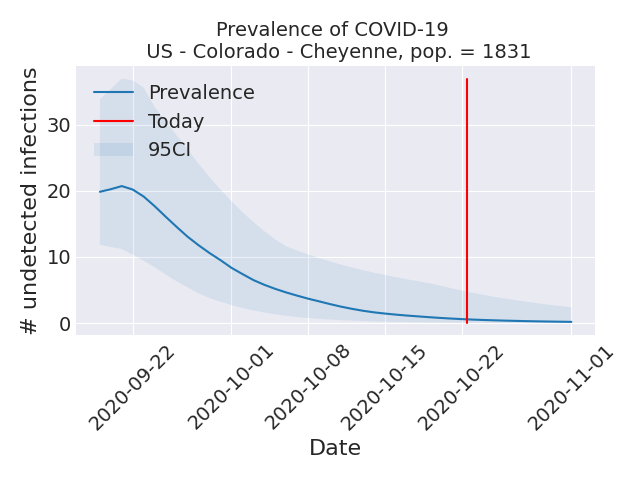 Prevalence of COVID-19
US - Colorado - Cheyenne, pop. = 1831
# undetected infections
30
20
10
0
Prevalence
Today
95CI
2020-09-22
2020-10-01
2020-10-08
2020-10-15
2020-10-22
2020-11-01
Date